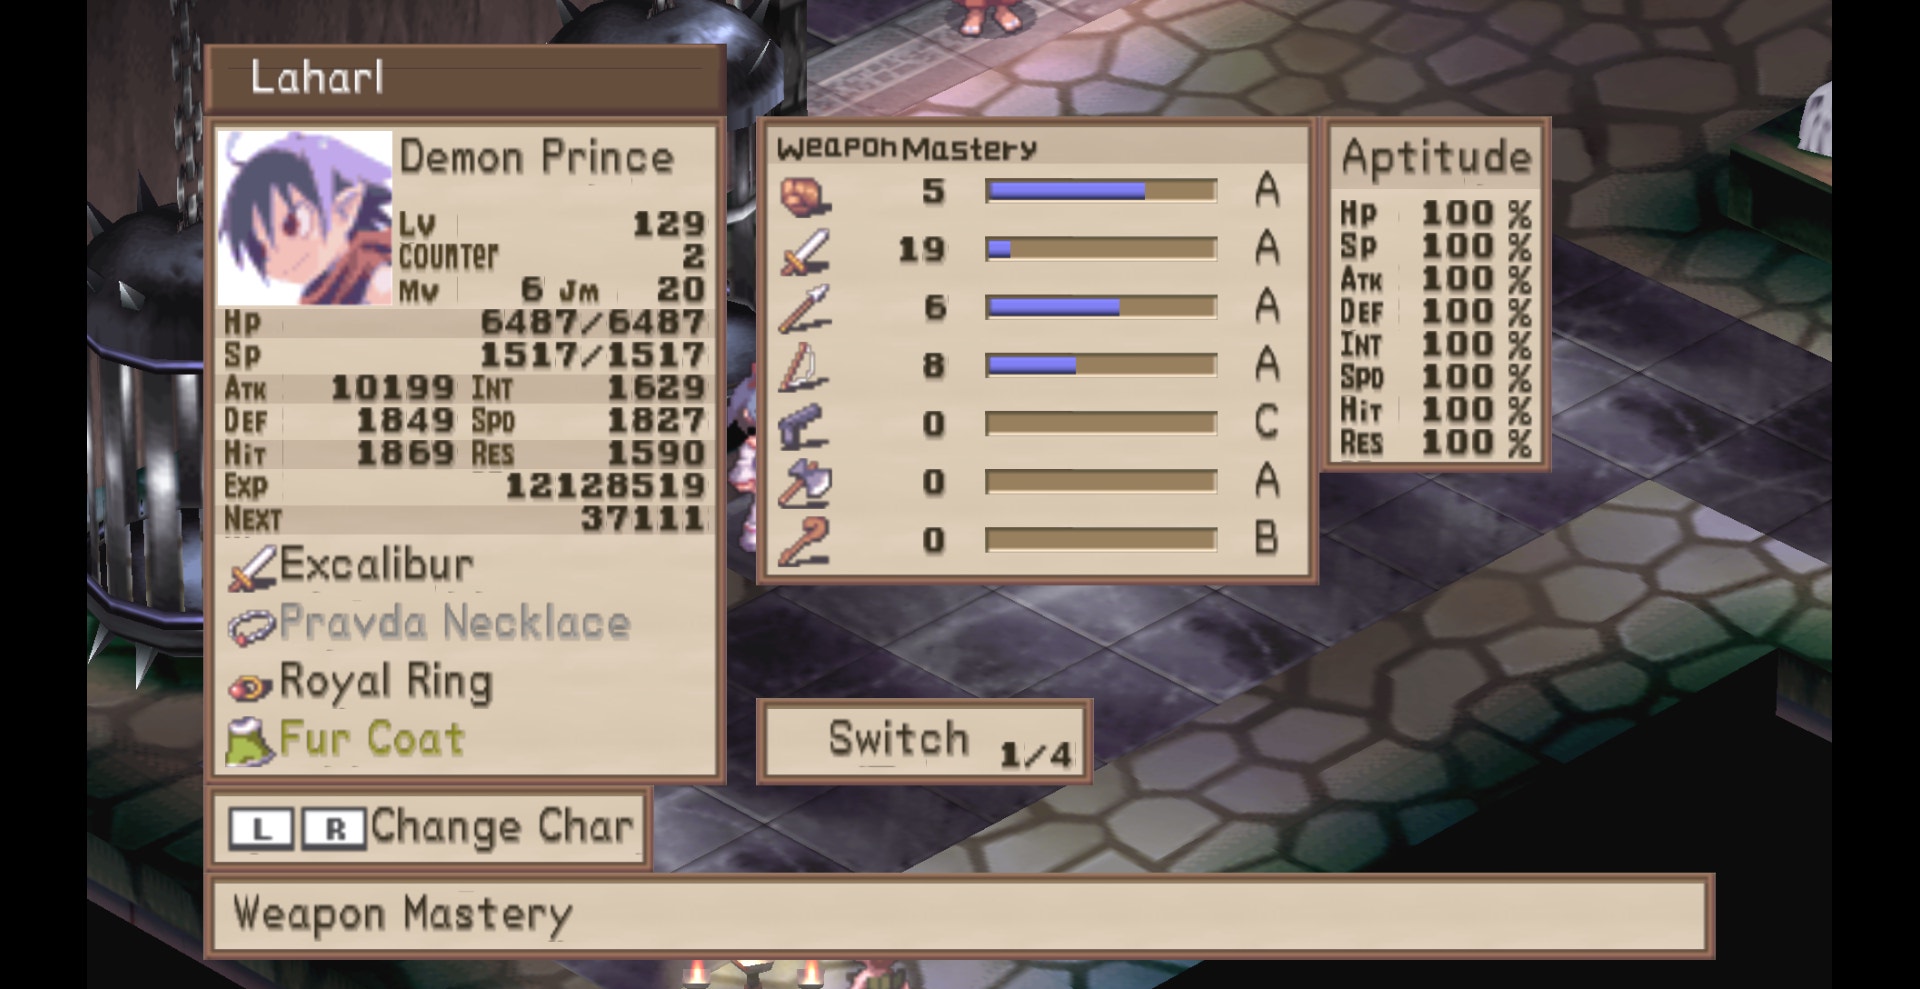 Laharl
Demon Prince
Lv 129
Counter 2
Mv 6 Jm 20
Hp 6487/6487
Sp 1517/1517
Atk 10199 Int 1629
Def 1849 Spd 1827
Hit 1869 Res 1590
Exp 12128519
Next 37111
Excalibur
Pravda Necklace
Royal Ring
Fur Coat
L R Change Char
Weapon Mastery
5 A
19 A
6 A
8 A
0 C
0 A
0 B
Aptitude
Hp 100 %
Sp 100 %
Atk 100 %
Def 100 %
Int 100 %
Spd 100 %
Hit 100 %
Res 100 %
Switch 1/4
Weapon Mastery